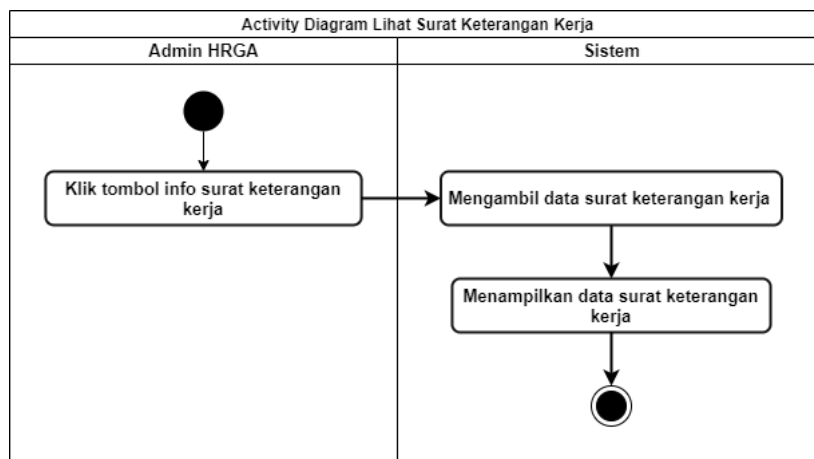 Activity Diagram Lihat Surat Keterangan Kerja
Admin HRGA
Sistem
Klik tombol info surat keterangan
kerja
Mengambil data surat keterangan kerja
Menampilkan data surat keterangan
kerja